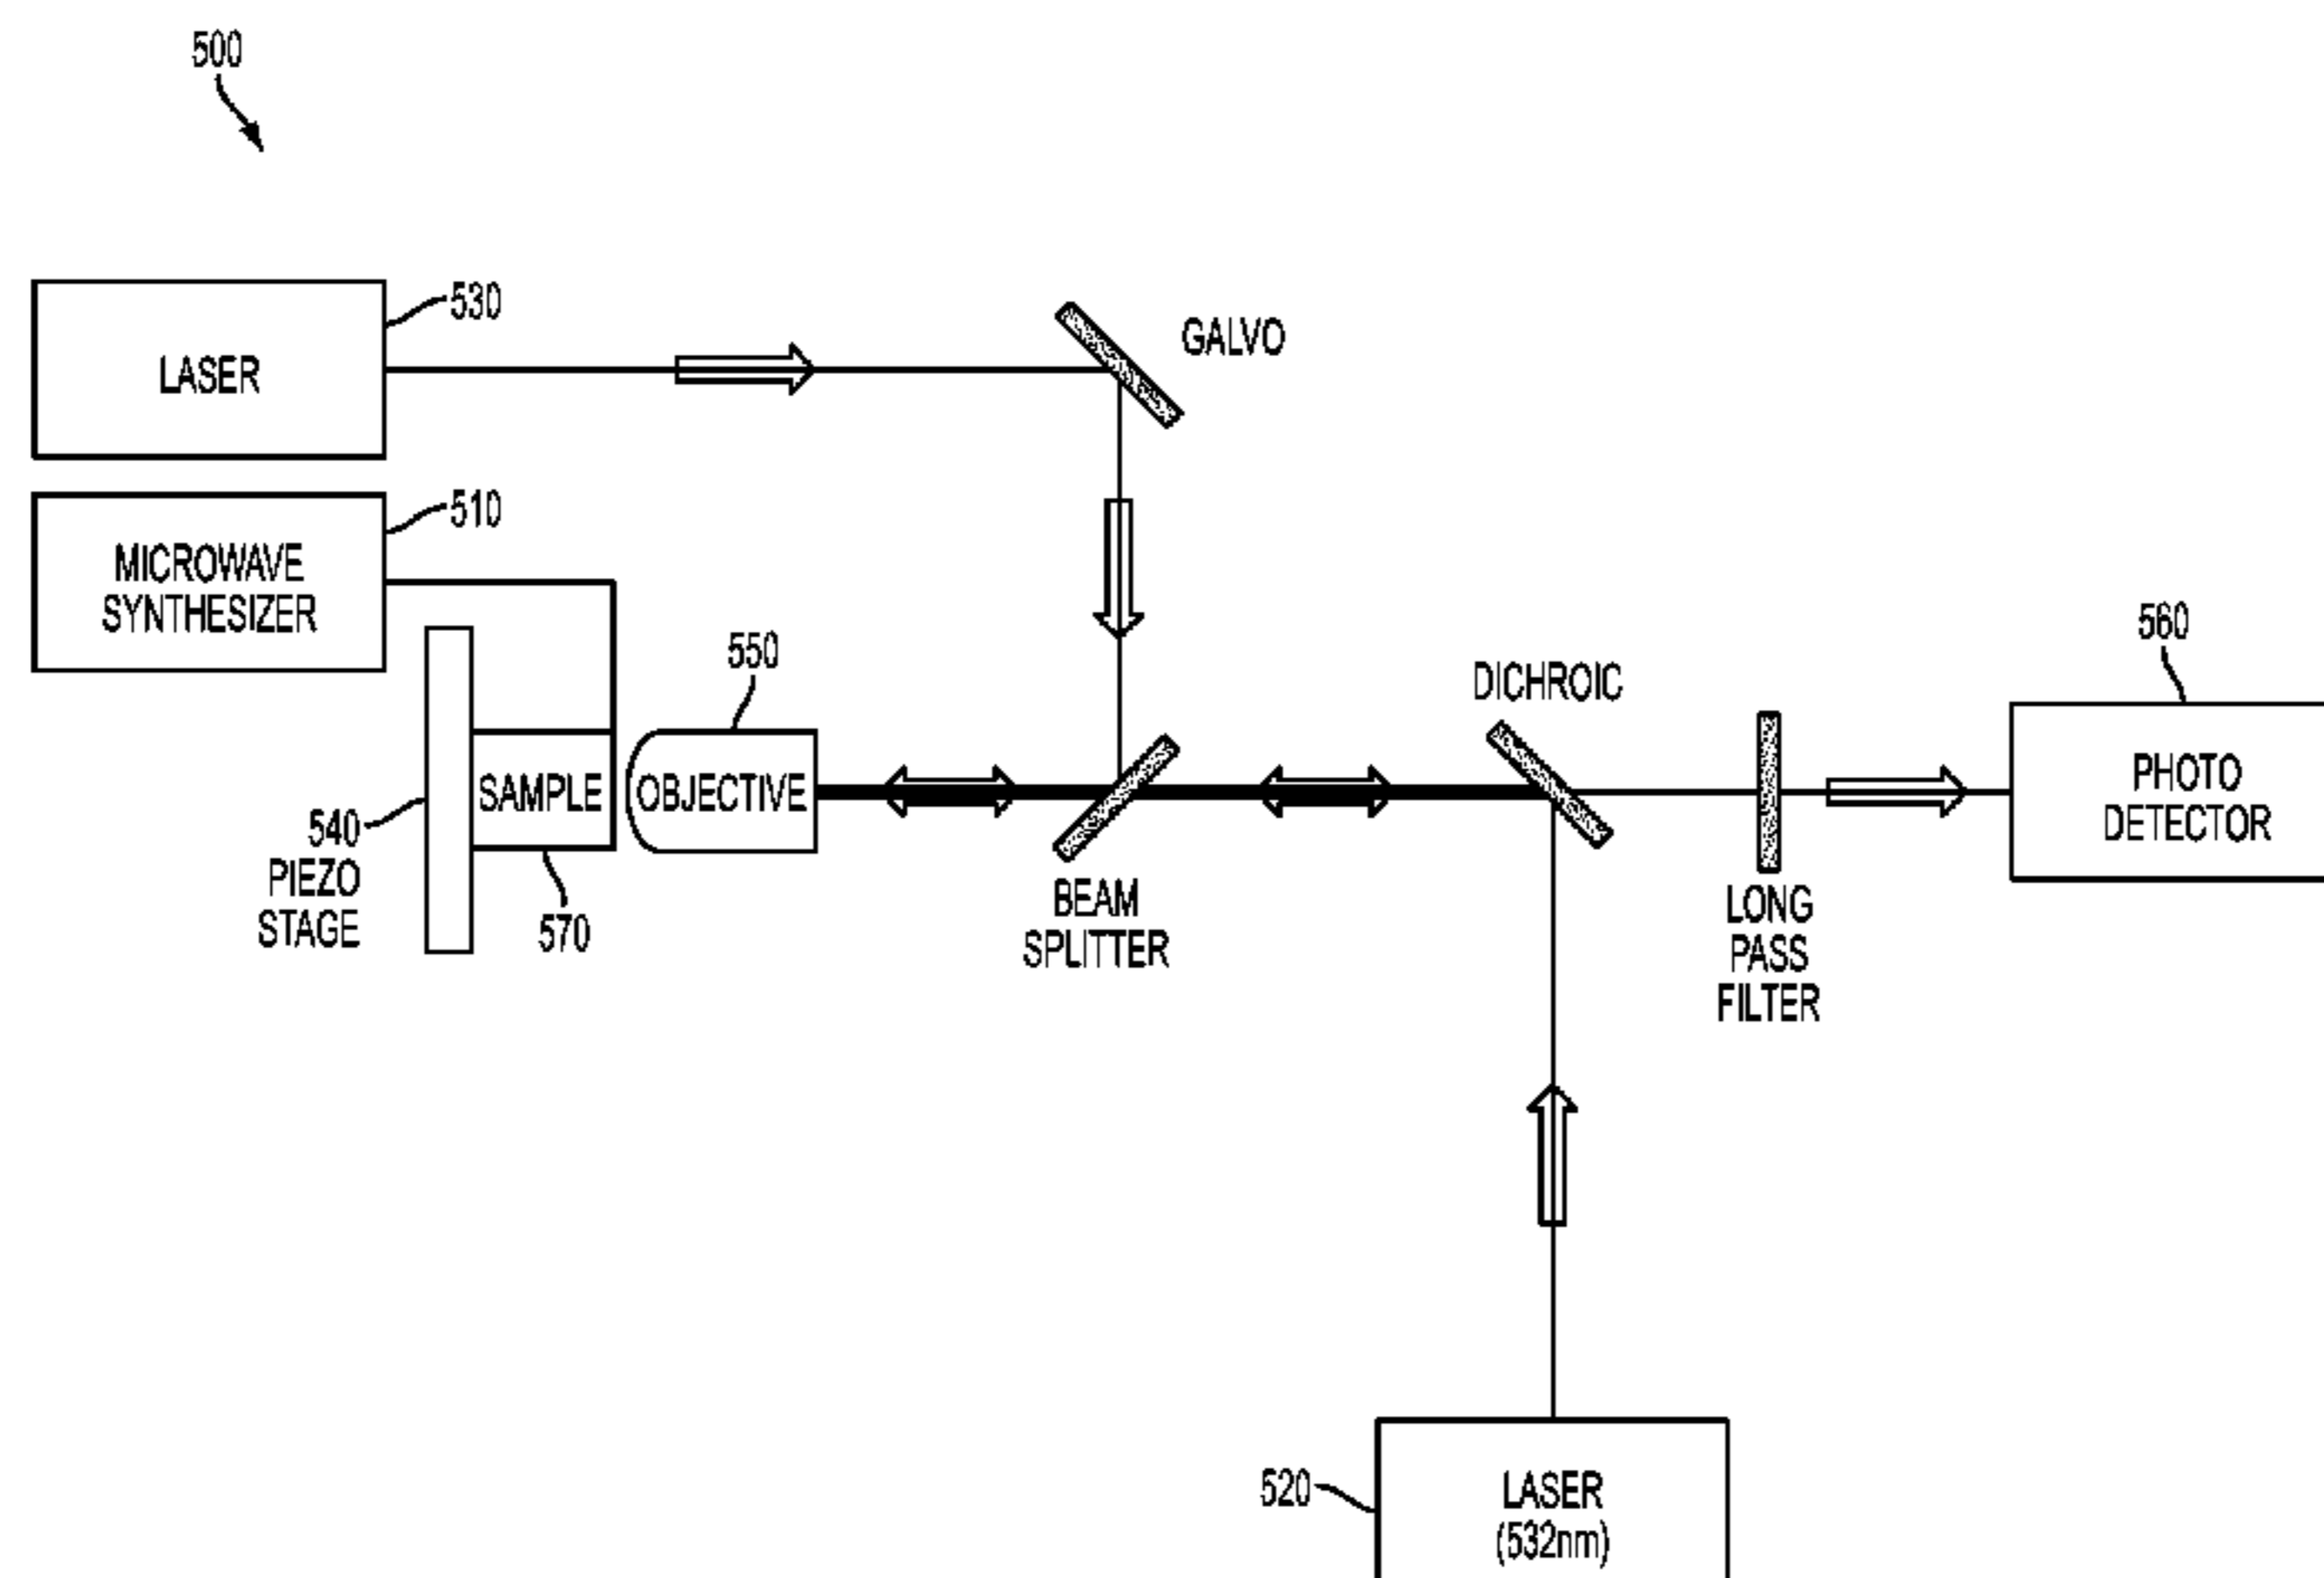 500
530
LASER
GALVO
510
MICROWAVE
SYNTHESIZER
550
560
DICHROIC
SAMPLE
OBJECTIVE
PHOTO
DETECTOR
540
PIEZO
STAGE
570
BEAM
SPLITTER
LONG
PASS
FILTER
520
LASER
(532nm)